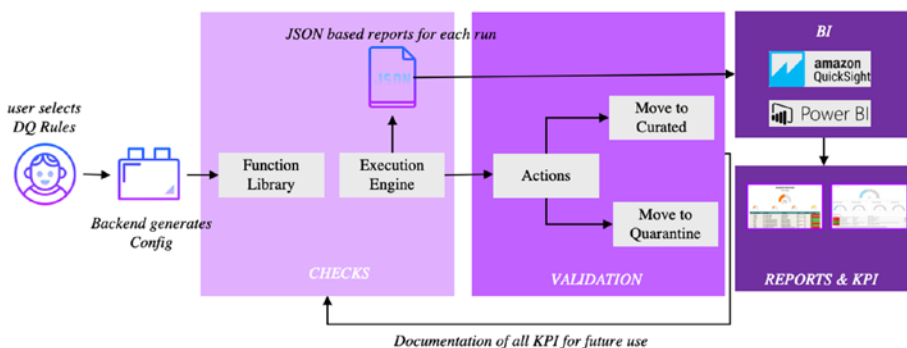 user selects
DQ Rules
Backend generates
Config
JSON based reports for each run
JSON
Function
Library
Execution
Engine
CHECKS
Actions
Move to
Curated
Move to
Quarantine
VALIDATION
BI
amazon
QuickSight
Power BI
REPORTS & KPI
Documentation of all KPI for future use